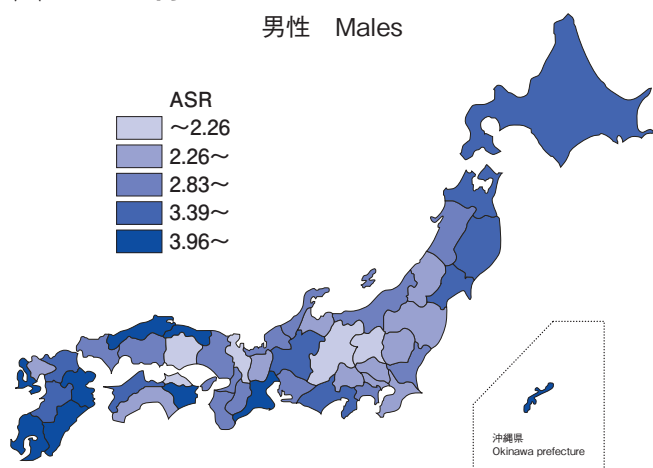 男性 Males
ASR
～2.26
2.26～
2.83～
3.39～
3.96～
沖縄県
Okinawa prefecture